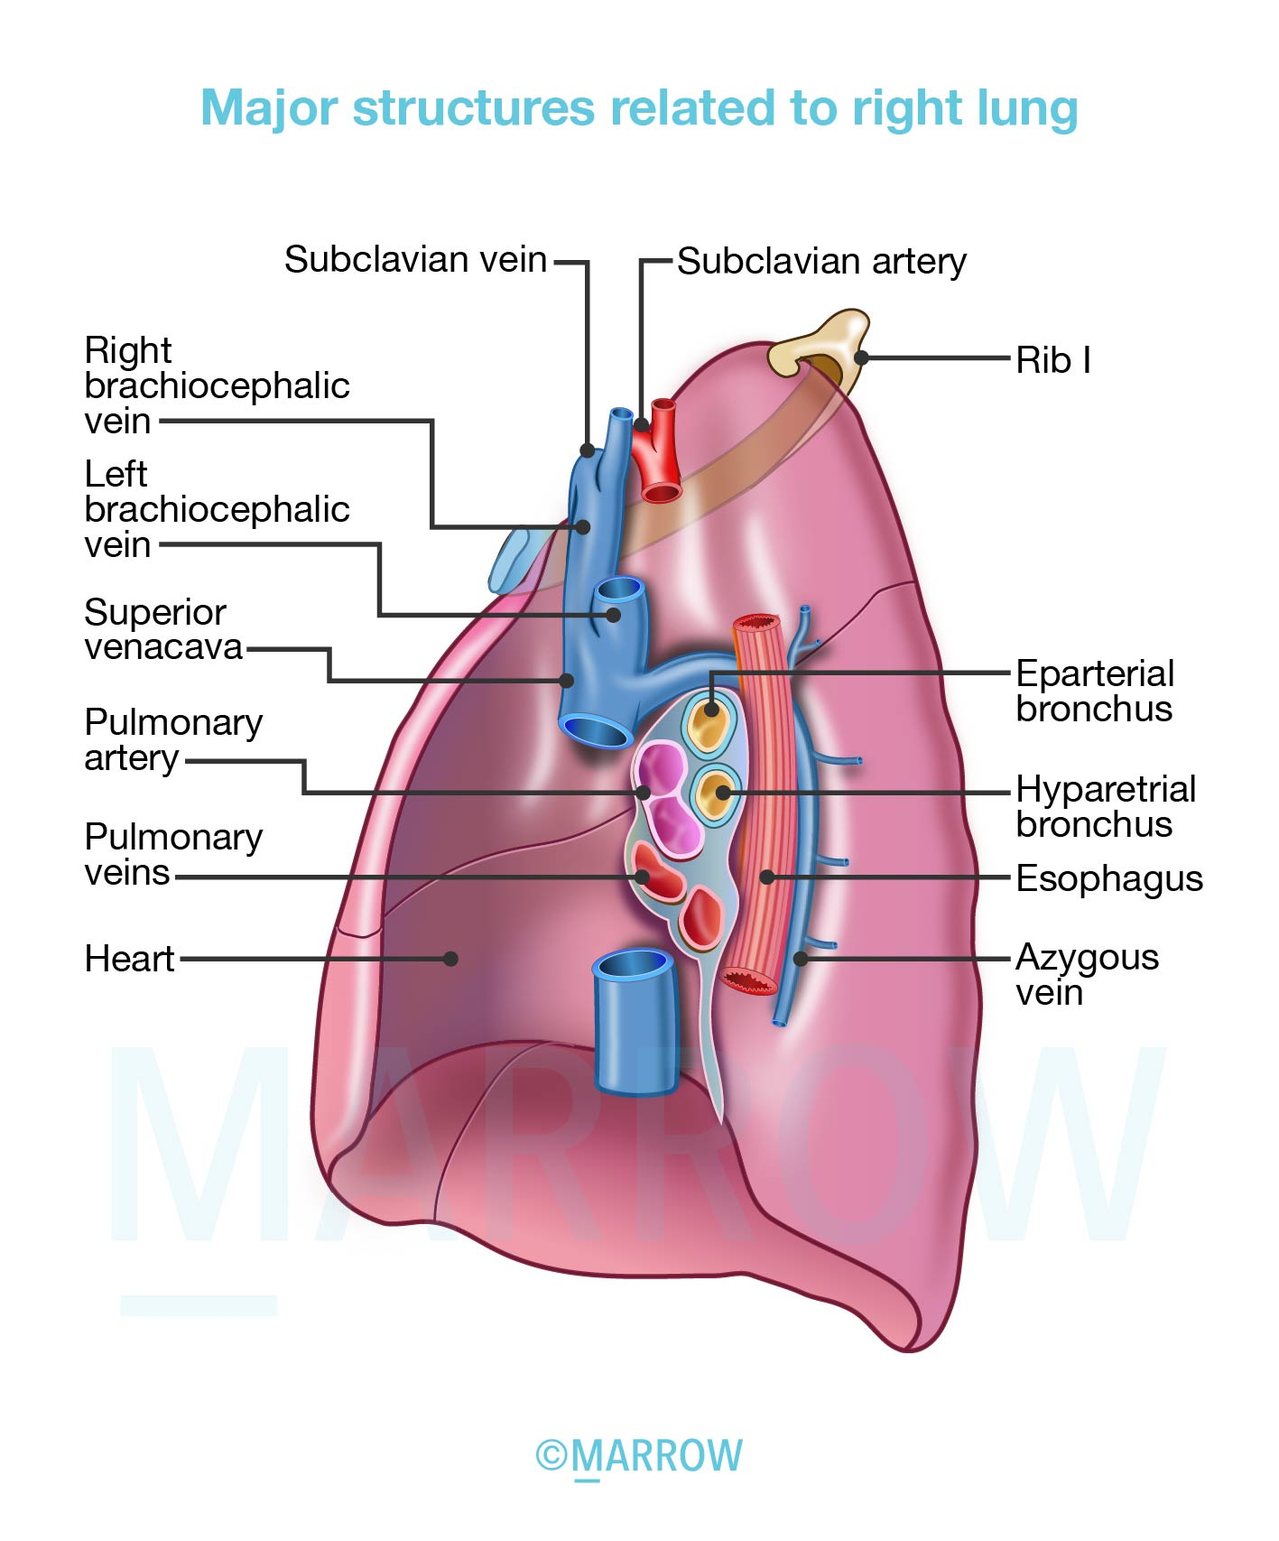 Major structures related to right lung
Subclavian vein
Subclavian artery
Right
brachiocephalic
vein
Rib I
Left
brachiocephalic
vein
Superior
venacava
Eparterial
bronchus
Pulmonary
artery
Hyparetrial
bronchus
Pulmonary
veins
Esophagus
Heart
Azygous
vein
MARROW
©MARROW